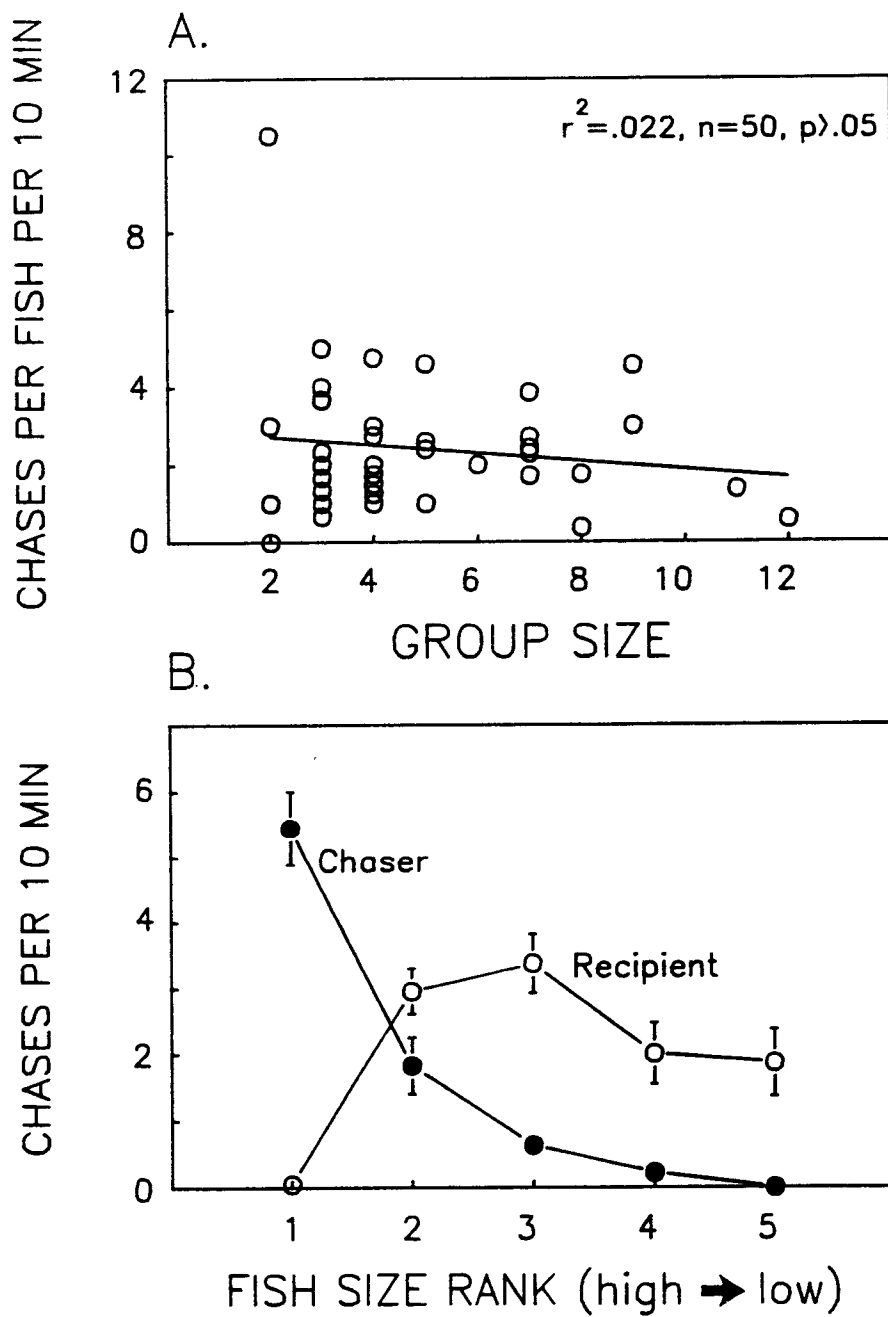 A.
CHASES PER FISH PER 10 MIN
12
8
4
0
r²=.022, n=50, p>.05
2 4 6 8 10 12
GROUP SIZE
B.
CHASES PER 10 MIN
6
4
2
0
Chaser
Recipient
1 2 3 4 5
FISH SIZE RANK (high ➔ low)